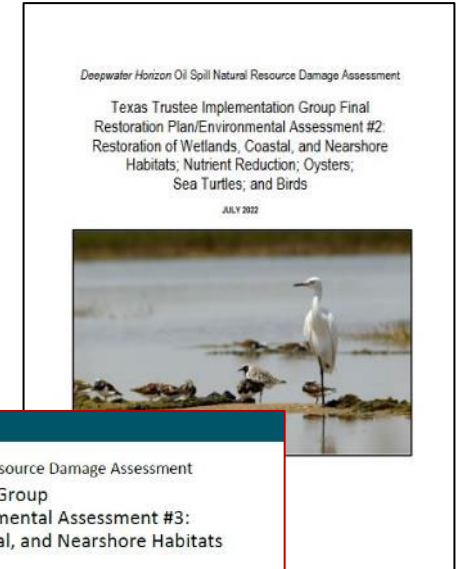 Deepwater Horizon Oil Spill Natural Resource Damage Assessment
Texas Trustee Implementation Group Final
Restoration Plan/Environmental Assessment #2:
Restoration of Wetlands, Coastal, and Nearshore
Habitats; Nutrient Reduction; Oysters;
Sea Turtles; and Birds
JULY 2022
source Damage Assessment
Group
mental Assessment #3:
al, and Nearshore Habitats